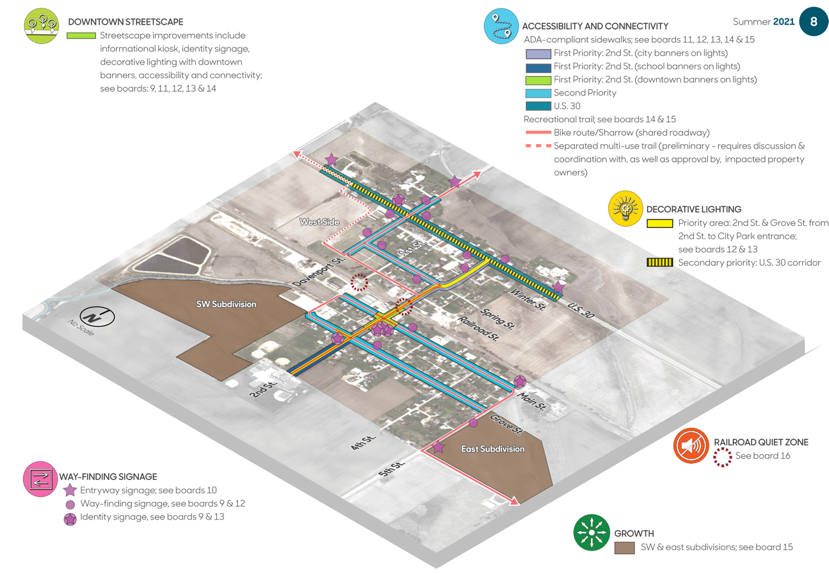 Summer 2021 8
DOWNTOWN STREETSCAPE
Streetscape improvements include
informational kiosk, identity signage,
decorative lighting with downtown
banners, accessibility and connectivity;
see boards: 9, 11, 12, 13 & 14
ACCESSIBILITY AND CONNECTIVITY
ADA-compliant sidewalks; see boards 11, 12, 13, 14 & 15
First Priority: 2nd St. (city banners on lights)
First Priority: 2nd St. (school banners on lights)
First Priority: 2nd St. (downtown banners on lights)
Second Priority
U.S. 30
Recreational trail; see boards 14 & 15
Bike route/Sharrow (shared roadway)
Separated multi-use trail (preliminary - requires discussion &
coordination with, as well as approval by, impacted property
owners)
DECORATIVE LIGHTING
Priority area: 2nd St. & Grove St. from
2nd St. to City Park entrance;
see boards 12 & 13
Secondary priority: U.S. 30 corridor
West Side
Davenport St.
SW Subdivision
N
No Scale
Winter St.
U.S. 30
Spring St.
Railroad St.
2nd St.
Main St.
Grove St.
4th St.
5th St.
East Subdivision
RAILROAD QUIET ZONE
See board 16
WAY-FINDING SIGNAGE
Entryway signage; see boards 10
Way-finding signage, see boards 9 & 12
Identity signage, see boards 9 & 13
GROWTH
SW & east subdivisions; see board 15